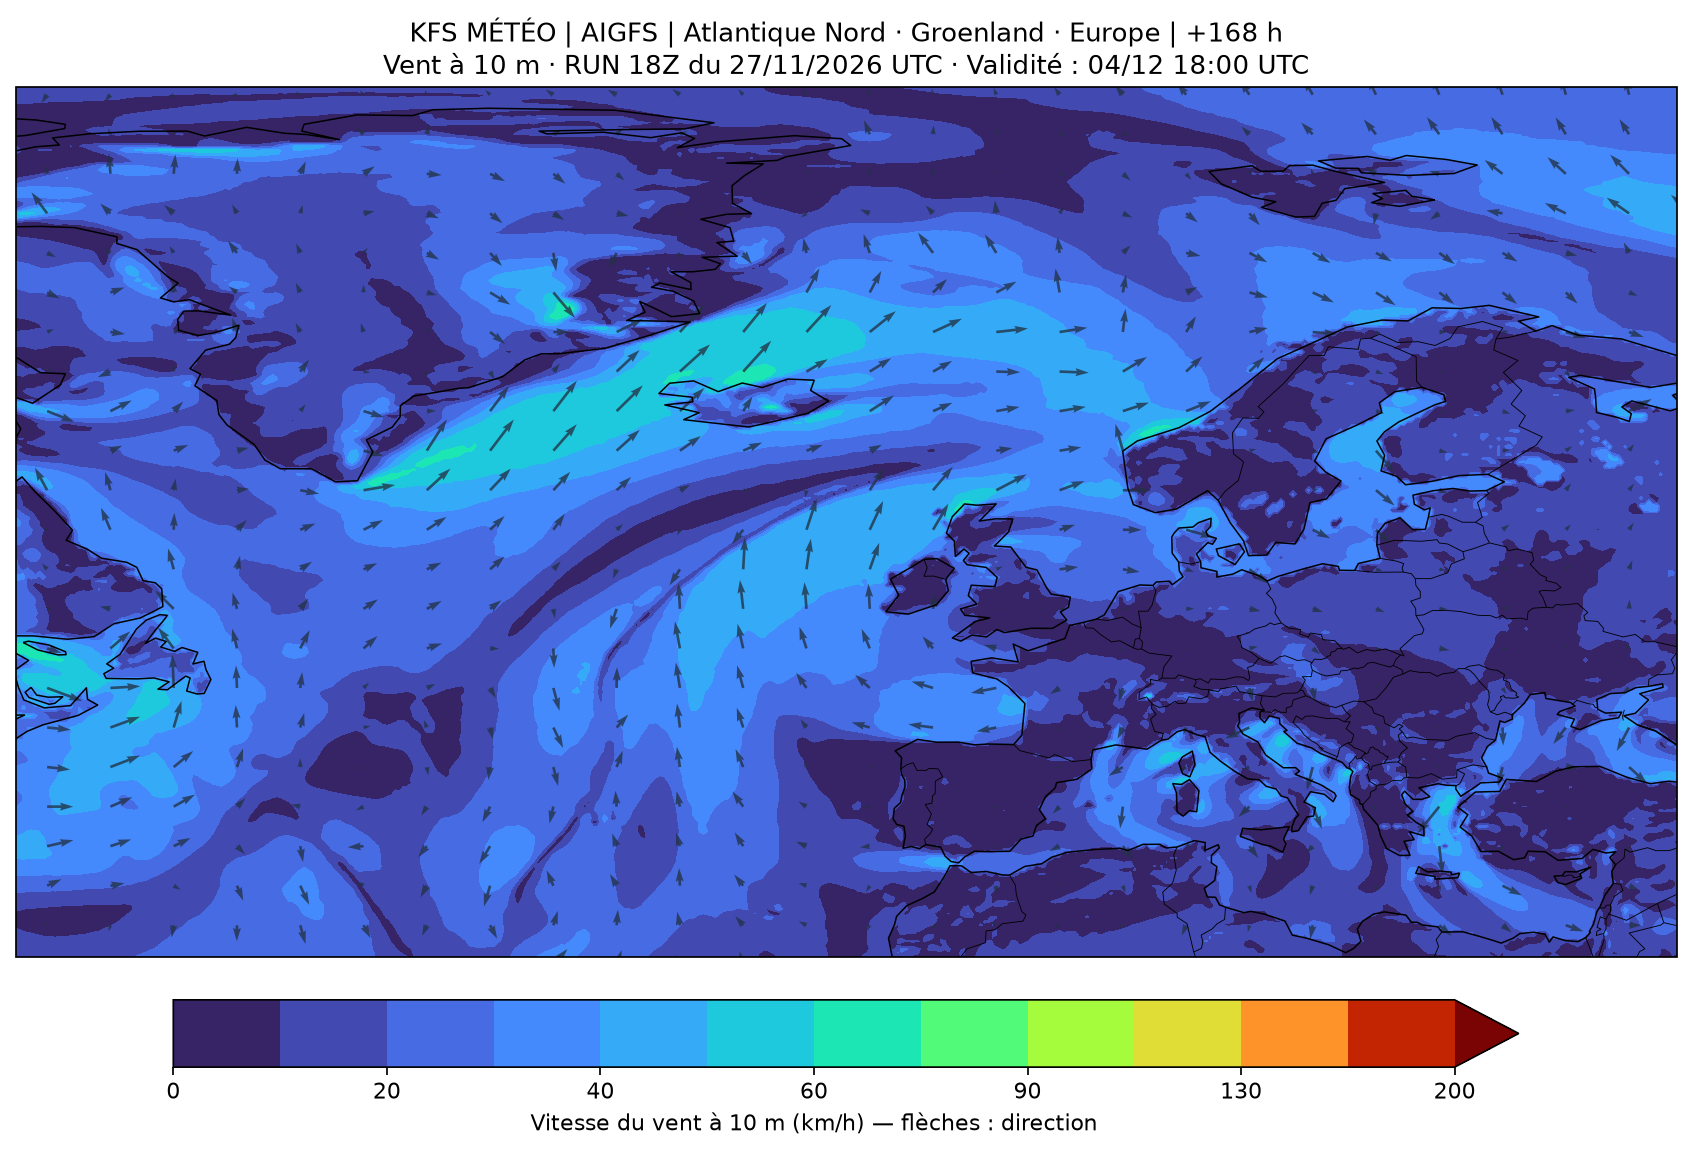 KFS MÉTÉO | AIGFS | Atlantique Nord · Groenland · Europe | +168 h
Vent à 10 m · RUN 18Z du 27/11/2026 UTC · Validité : 04/12 18:00 UTC
0 20 40 60 90 130 200
Vitesse du vent à 10 m (km/h) — flèches : direction